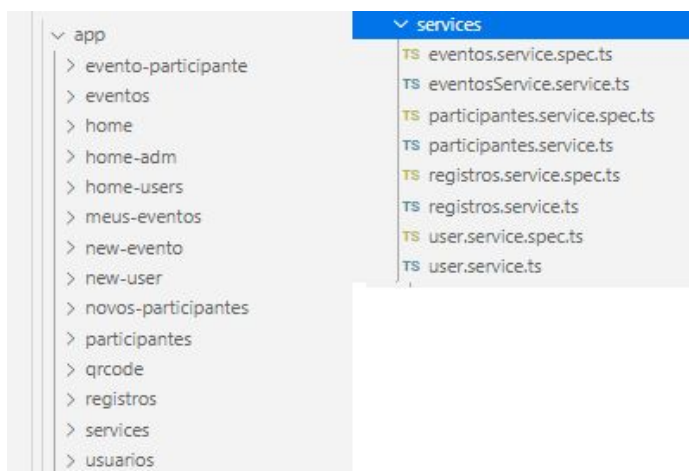 app
evento-participante
eventos
home
home-adm
home-users
meus-eventos
new-evento
new-user
novos-participantes
participantes
qrcode
registros
services
usuarios
services
TS eventos.service.spec.ts
TS eventosService.service.ts
TS participantes.service.spec.ts
TS participantes.service.ts
TS registros.service.spec.ts
TS registros.service.ts
TS user.service.spec.ts
TS user.service.ts